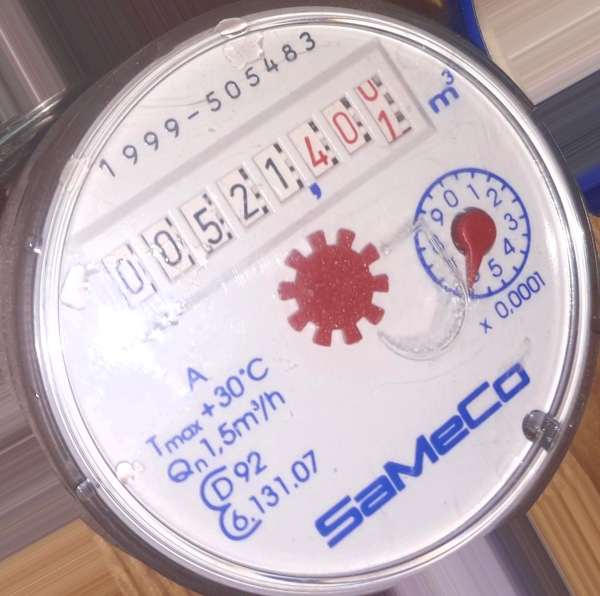 1999-505483
00521,401
m³
9 0 1 2 3 4 5
x 0,0001
A
Tmax +30°C
Qn 1,5m³/h
D92
6.131.07
SaMeCo